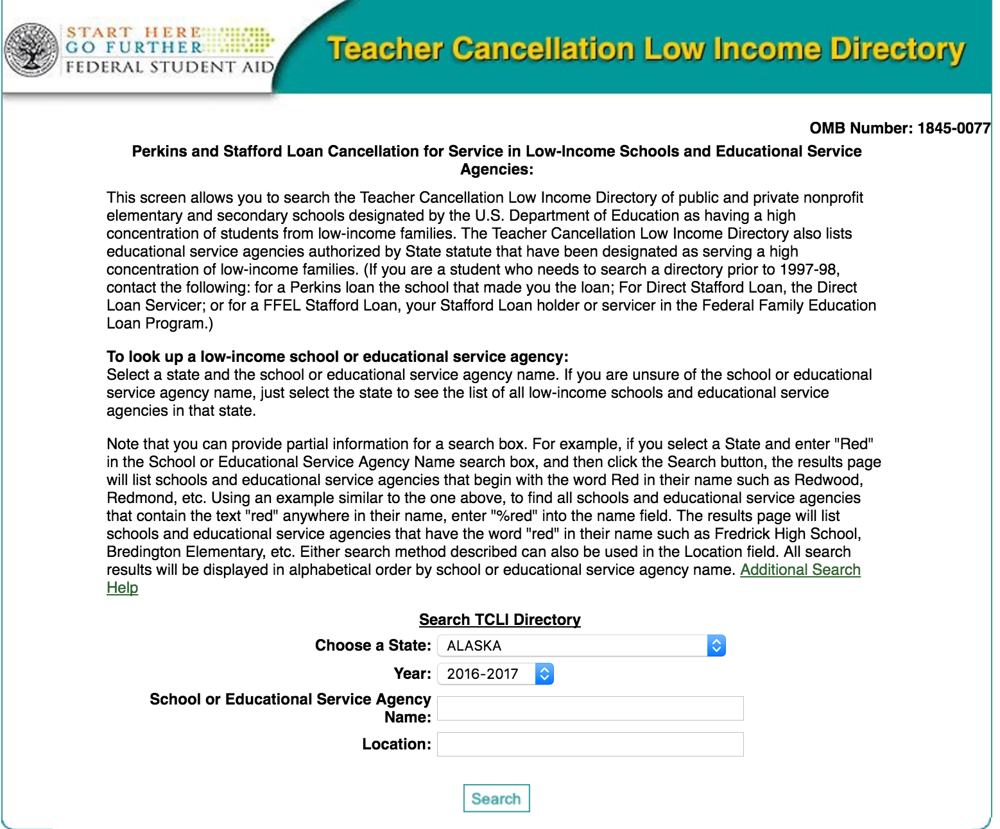 START HERE
GO FURTHER
FEDERAL STUDENT AID
Teacher Cancellation Low Income Directory
OMB Number: 1845-0077
Perkins and Stafford Loan Cancellation for Service in Low-Income Schools and Educational Service
Agencies:
This screen allows you to search the Teacher Cancellation Low Income Directory of public and private nonprofit
elementary and secondary schools designated by the U.S. Department of Education as having a high
concentration of students from low-income families. The Teacher Cancellation Low Income Directory also lists
educational service agencies authorized by State statute that have been designated as serving a high
concentration of low-income families. (If you are a student who needs to search a directory prior to 1997-98,
contact the following: for a Perkins loan the school that made you the loan; For Direct Stafford Loan, the Direct
Loan Servicer; or for a FFEL Stafford Loan, your Stafford Loan holder or servicer in the Federal Family Education
Loan Program.)
To look up a low-income school or educational service agency:
Select a state and the school or educational service agency name. If you are unsure of the school or educational
service agency name, just select the state to see the list of all low-income schools and educational service
agencies in that state.
Note that you can provide partial information for a search box. For example, if you select a State and enter "Red"
in the School or Educational Service Agency Name search box, and then click the Search button, the results page
will list schools and educational service agencies that begin with the word Red in their name such as Redwood,
Redmond, etc. Using an example similar to the one above, to find all schools and educational service agencies
that contain the text "red" anywhere in their name, enter "%red" into the name field. The results page will list
schools and educational service agencies that have the word "red" in their name such as Fredrick High School,
Bredington Elementary, etc. Either search method described can also be used in the Location field. All search
results will be displayed in alphabetical order by school or educational service agency name. Additional Search
Help
Search TCLI Directory
Choose a State: ALASKA
Year: 2016-2017
School or Educational Service Agency
Name:
Location:
Search